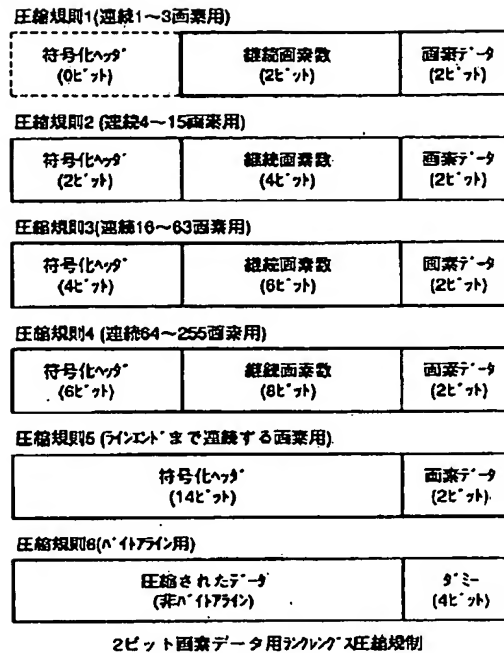 圧縮規則1(連続1～3画素用)
符号化ヘッダ 継続画素数 画素データ
(0ビット) (2ビット) (2ビット)
圧縮規則2 (連続4～15画素用)
符号化ヘッダ 継続画素数 画素データ
(2ビット) (4ビット) (2ビット)
圧縮規則3(連続16～63画素用)
符号化ヘッダ 継続画素数 画素データ
(4ビット) (6ビット) (2ビット)
圧縮規則4 (連続64～255画素用)
符号化ヘッダ 継続画素数 画素データ
(6ビット) (8ビット) (2ビット)
圧縮規則5 (ラインエンドまで連続する画素用)
符号化ヘッダ 画素データ
(14ビット) (2ビット)
圧縮規則6(バイトアライン用)
圧縮されたデータ ダミー
(非バイトアライン) (4ビット)
2ビット画素データ用ランレングス圧縮規制